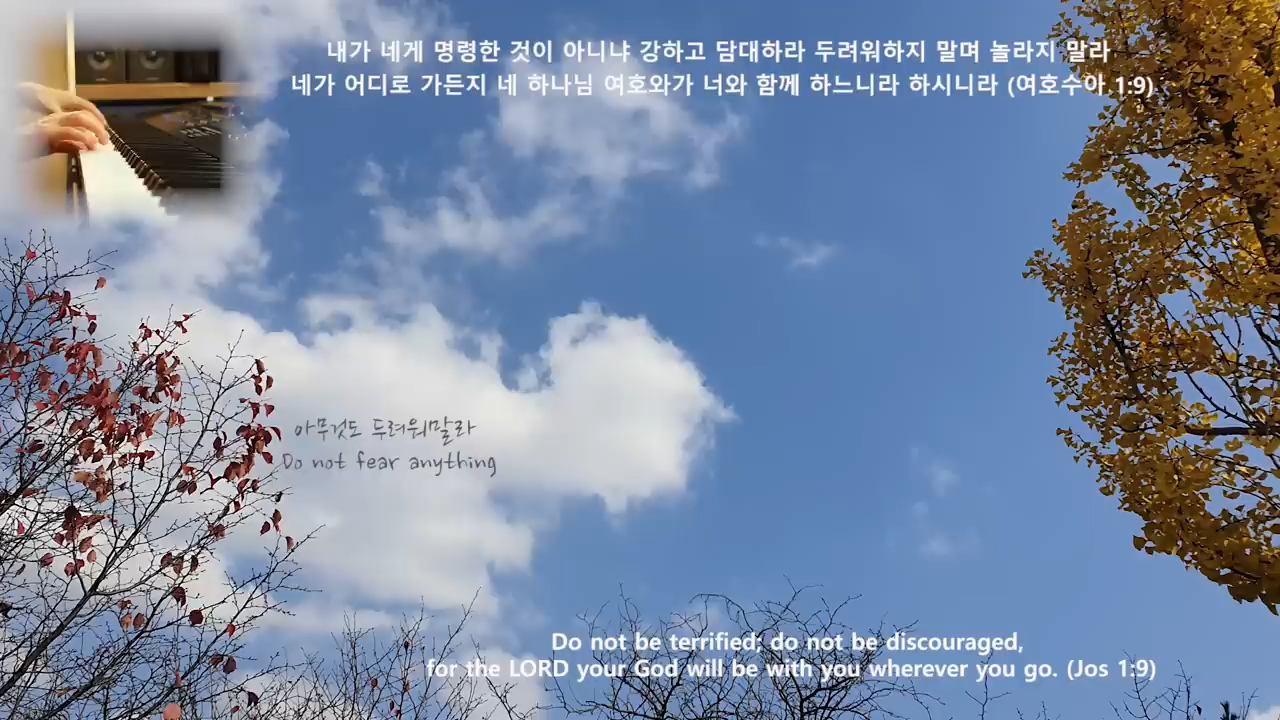 내가 네게 명령한 것이 아니냐 강하고 담대하라 두려워하지 말며 놀라지 말라
네가 어디로 가든지 네 하나님 여호와가 너와 함께 하느니라 하시니라 (여호수아 1:9)
아무것도 두려워말라
Do not fear anything
Do not be terrified; do not be discouraged,
for the LORD your God will be with you wherever you go. (Jos 1:9)